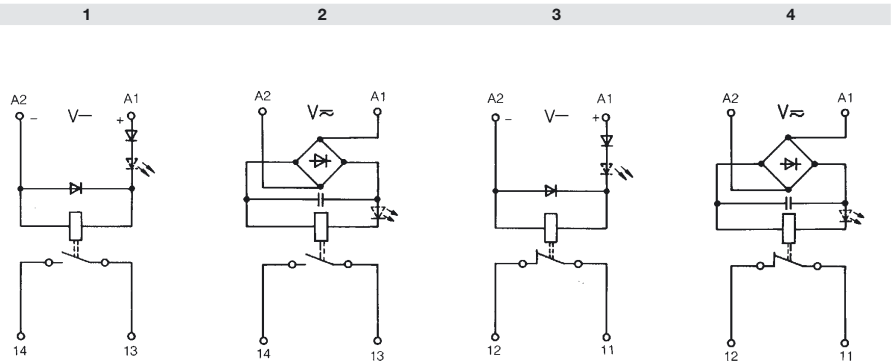 1 2 3 4
A2 V⎓ A1 A2 V≂ A1 A2 V⎓ A1 A2 V≂ A1
− + − +
14 13 14 13 12 11 12 11